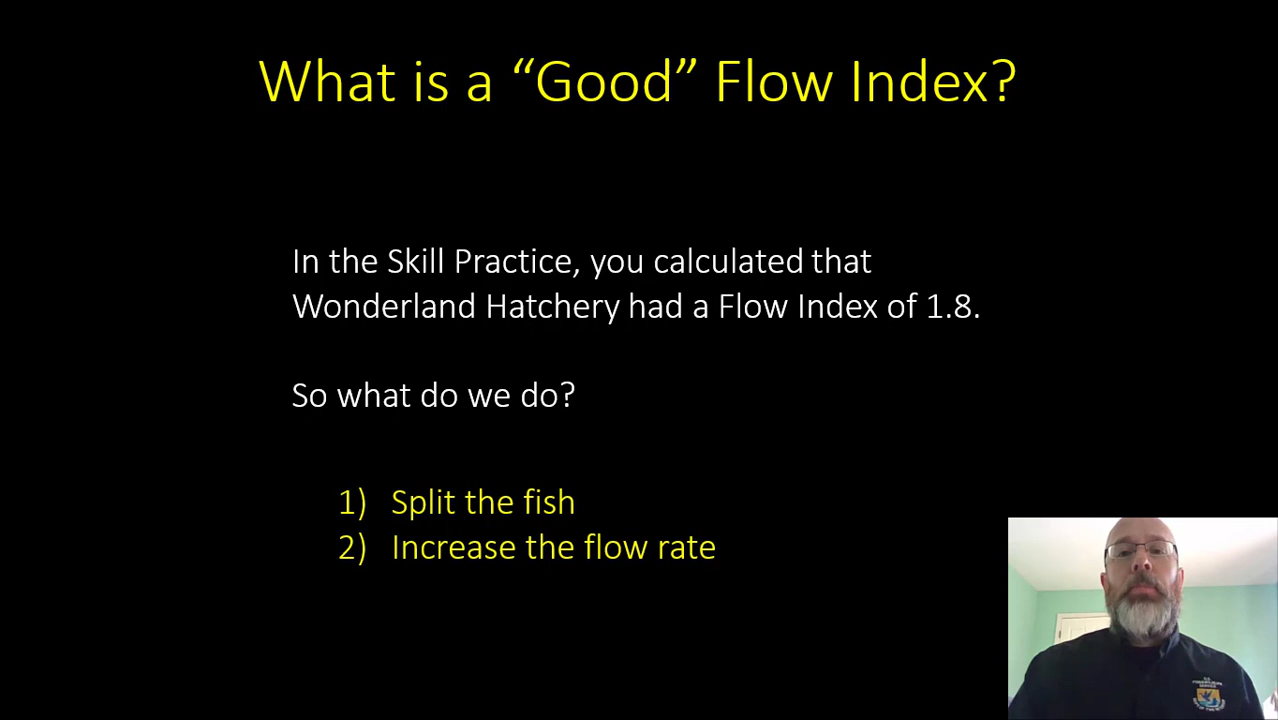 What is a “Good” Flow Index?
In the Skill Practice, you calculated that
Wonderland Hatchery had a Flow Index of 1.8.
So what do we do?
1) Split the fish
2) Increase the flow rate